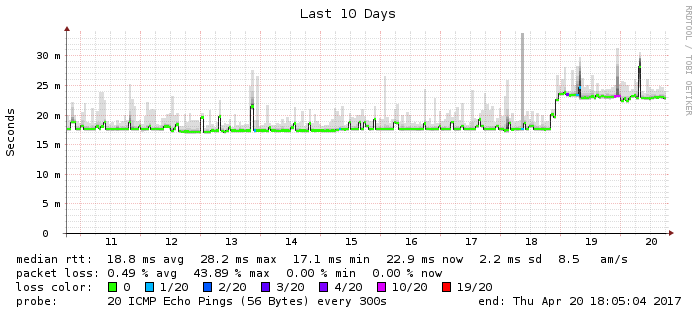 Last 10 Days
RRDTOOL / TOBI OETIKER
Seconds
30 m
25 m
20 m
15 m
10 m
5 m
0
11 12 13 14 15 16 17 18 19 20
median rtt: 18.8 ms avg 28.2 ms max 17.1 ms min 22.9 ms now 2.2 ms sd 8.5 am/s
packet loss: 0.49 % avg 43.89 % max 0.00 % min 0.00 % now
loss color: 0 1/20 2/20 3/20 4/20 10/20 19/20
probe: 20 ICMP Echo Pings (56 Bytes) every 300s end: Thu Apr 20 18:05:04 2017